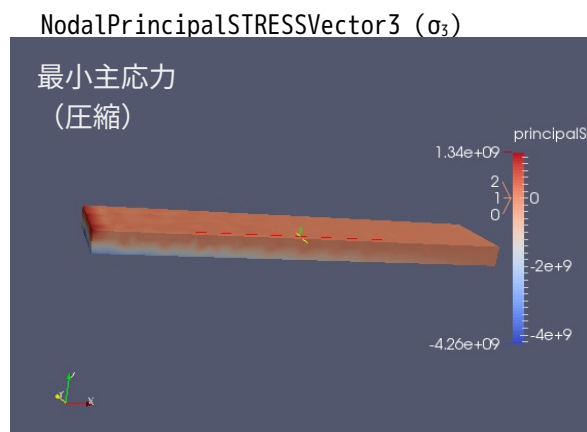 NodalPrincipalSTRESSVector3 (σ₃)
最小主応力
（圧縮）
principalS
1.34e+09
2
1
0
0
-2e+9
-4e+9
-4.26e+09
X